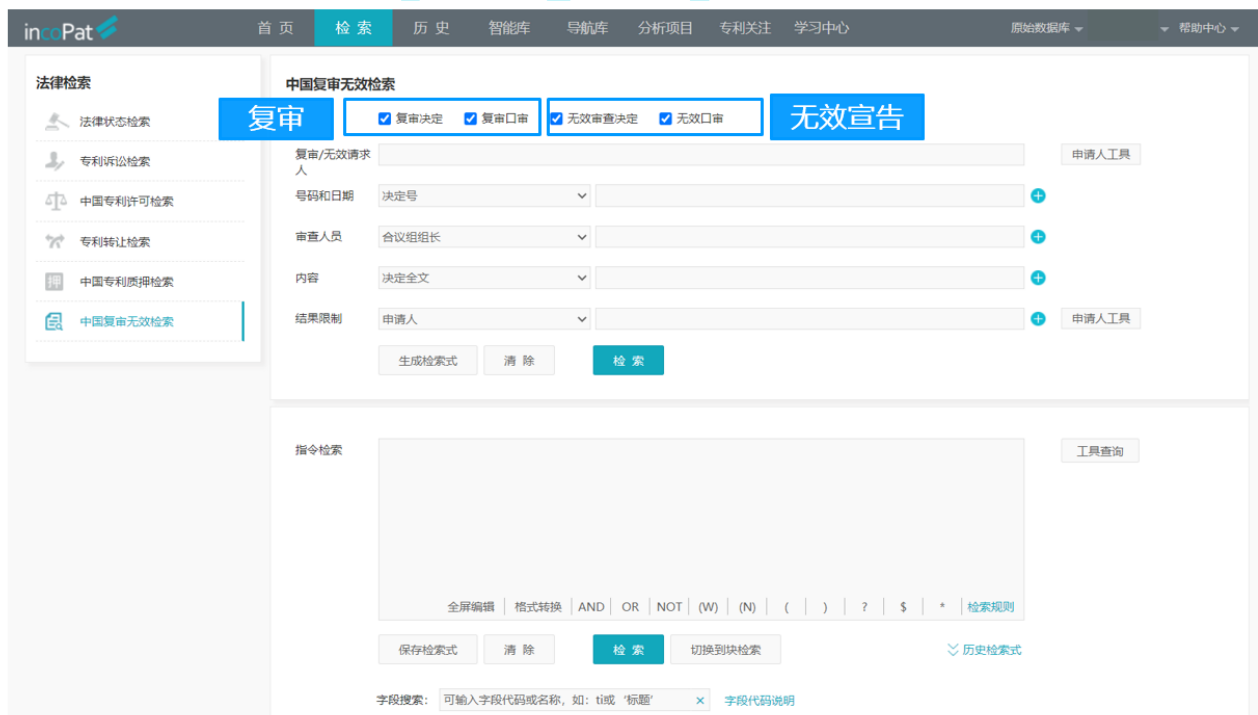 incoPat 首 页 检 索 历 史 智能库 导航库 分析项目 专利关注 学习中心 原始数据库 帮助中心
法律检索
法律状态检索
专利诉讼检索
中国专利许可检索
专利转让检索
中国专利质押检索
中国复审无效检索
中国复审无效检索
复审 复审决定 复审口审 无效审查决定 无效口审 无效宣告
复审/无效请求
人
申请人工具
号码和日期 决定号
审查人员 合议组组长
内容 决定全文
结果限制 申请人 申请人工具
生成检索式 清 除 检 索
指令检索 工具查询
全屏编辑 格式转换 AND OR NOT (W) (N) ( ) ? $ * 检索规则
保存检索式 清 除 检 索 切换到块检索 历史检索式
字段搜索: 可输入字段代码或名称, 如: ti或 '标题' × 字段代码说明